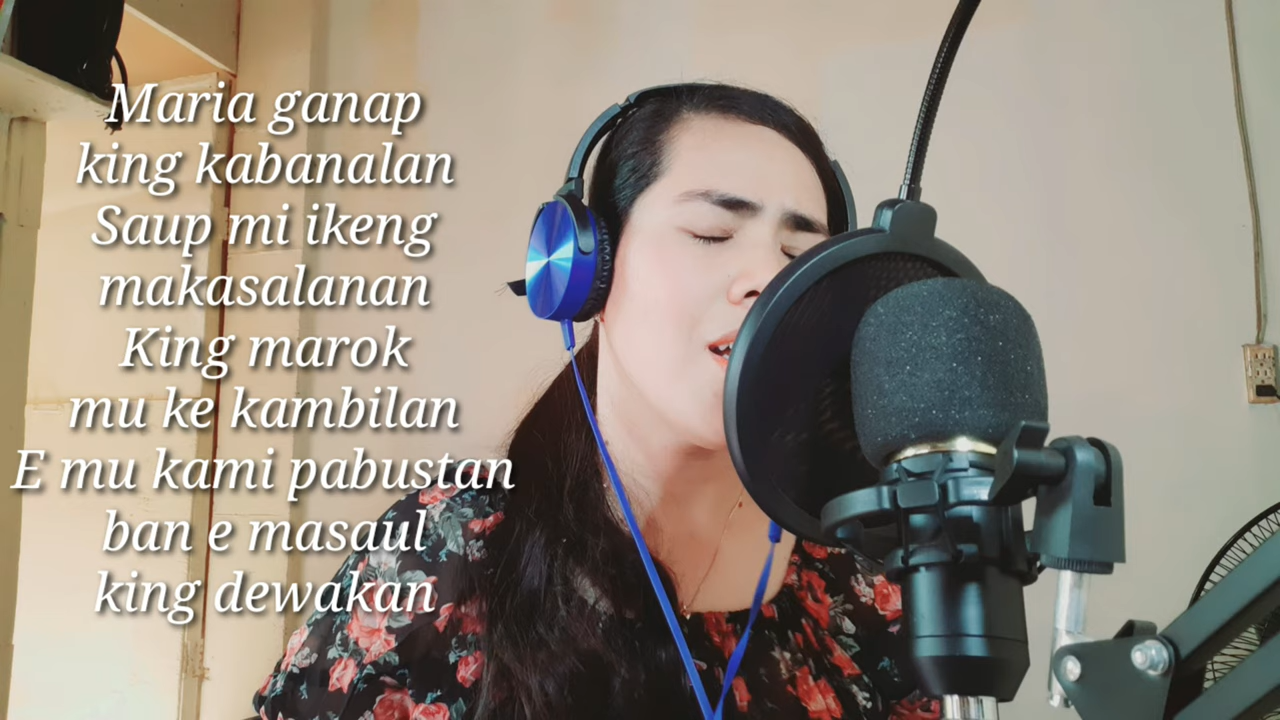 Maria ganap
king kabanalan
Saup mi ikeng
makasalanan
King marok
mu ke kambilan
E mu kami pabustan
ban e masaul
king dewakan